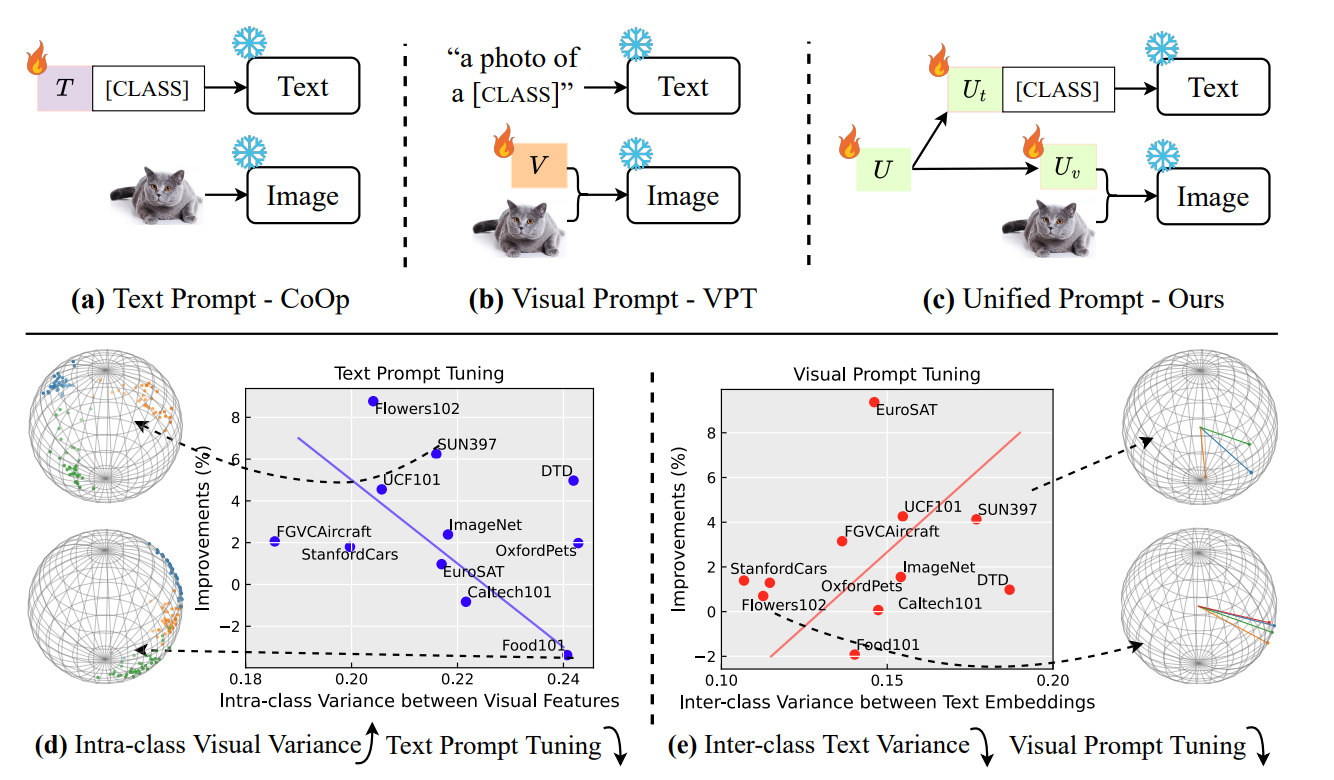 T [CLASS] Text
Image
(a) Text Prompt - CoOp
“a photo of
a [CLASS]” Text
V Image
(b) Visual Prompt - VPT
U U_t [CLASS] Text
U_v Image
(c) Unified Prompt - Ours
Text Prompt Tuning
Improvements (%)
8
6
4
2
0
−2
Flowers102
SUN397
DTD
UCF101
ImageNet
FGVCAircraft
StanfordCars
OxfordPets
EuroSAT
Caltech101
Food101
0.18 0.20 0.22 0.24
Intra-class Variance between Visual Features
(d) Intra-class Visual Variance Text Prompt Tuning
Visual Prompt Tuning
Improvements (%)
8
6
4
2
0
−2
EuroSAT
UCF101
SUN397
FGVCAircraft
ImageNet
StanfordCars
OxfordPets
DTD
Flowers102
Caltech101
Food101
0.10 0.15 0.20
Inter-class Variance between Text Embeddings
(e) Inter-class Text Variance Visual Prompt Tuning